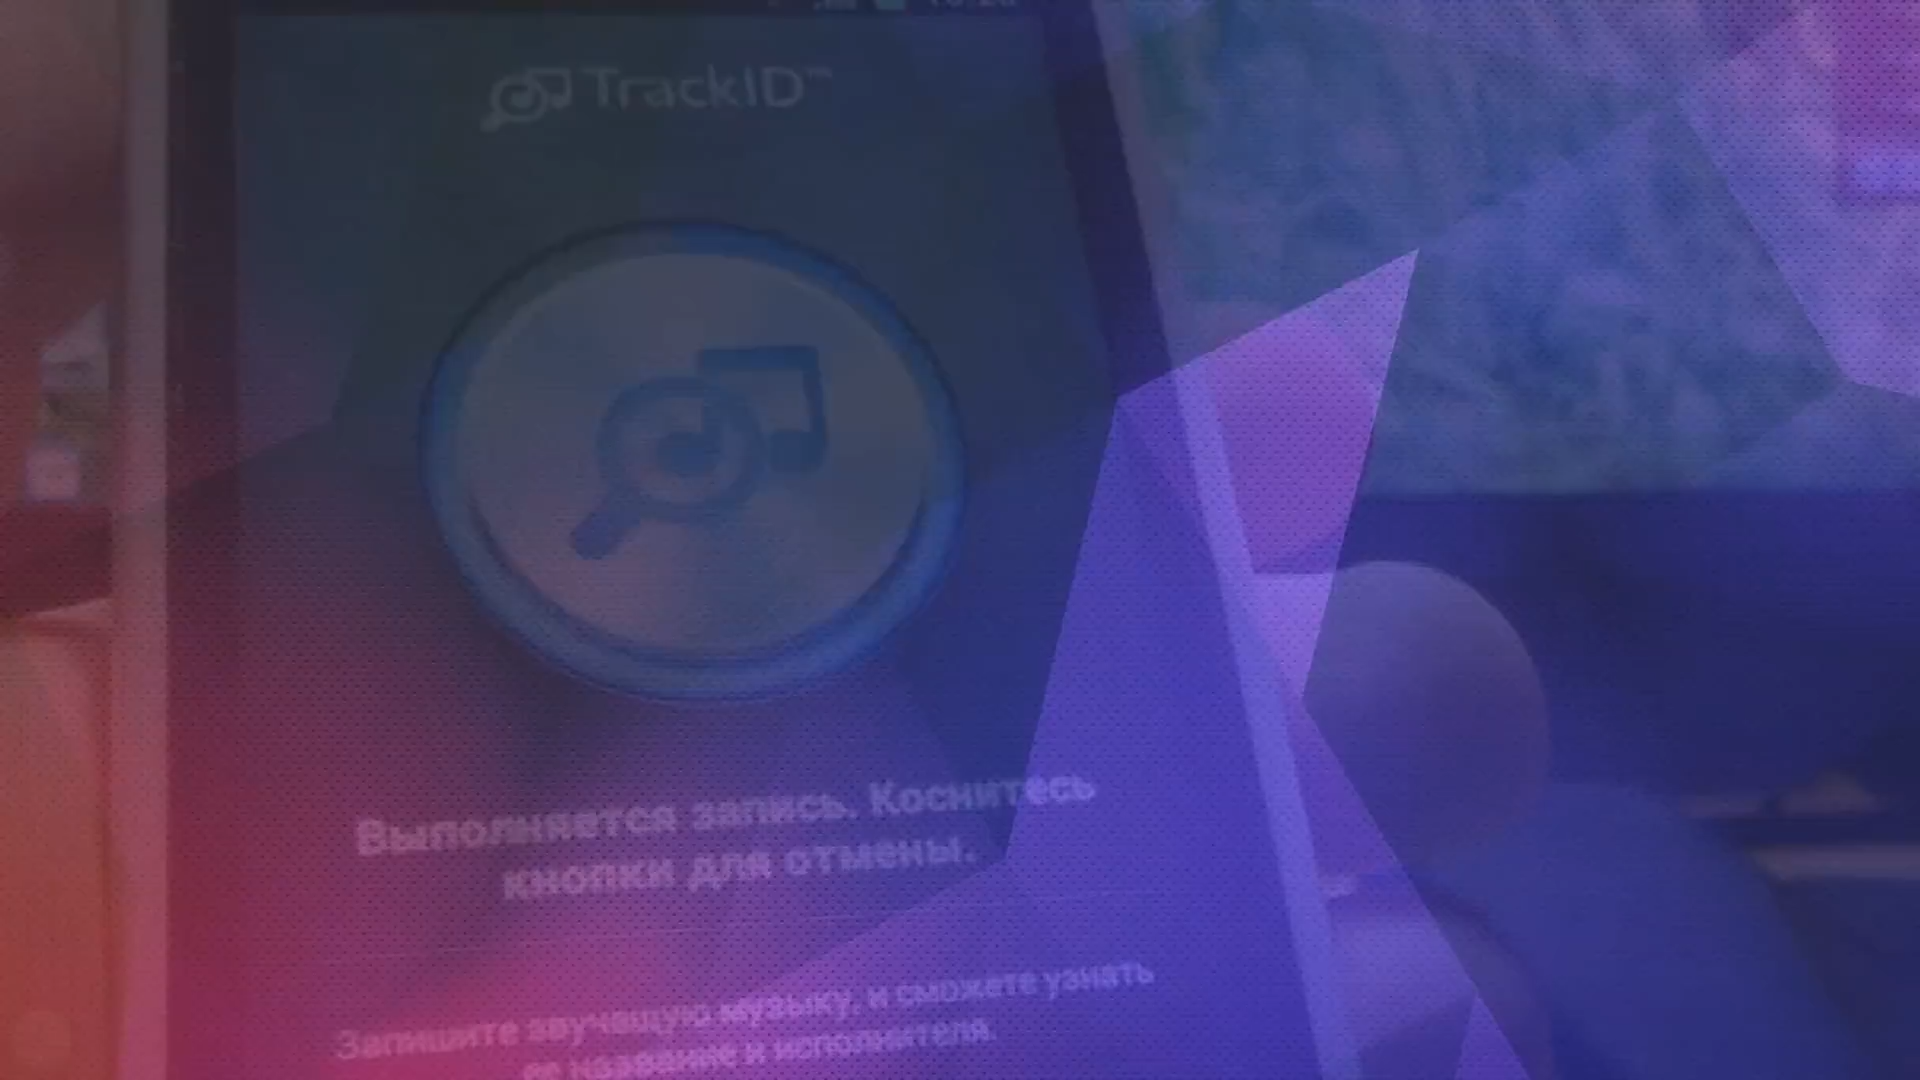 TrackID™
Выполняется запись. Коснитесь
кнопки для отмены.
Запишите звучащую музыку, и сможете узнать
ее название и исполнителя.